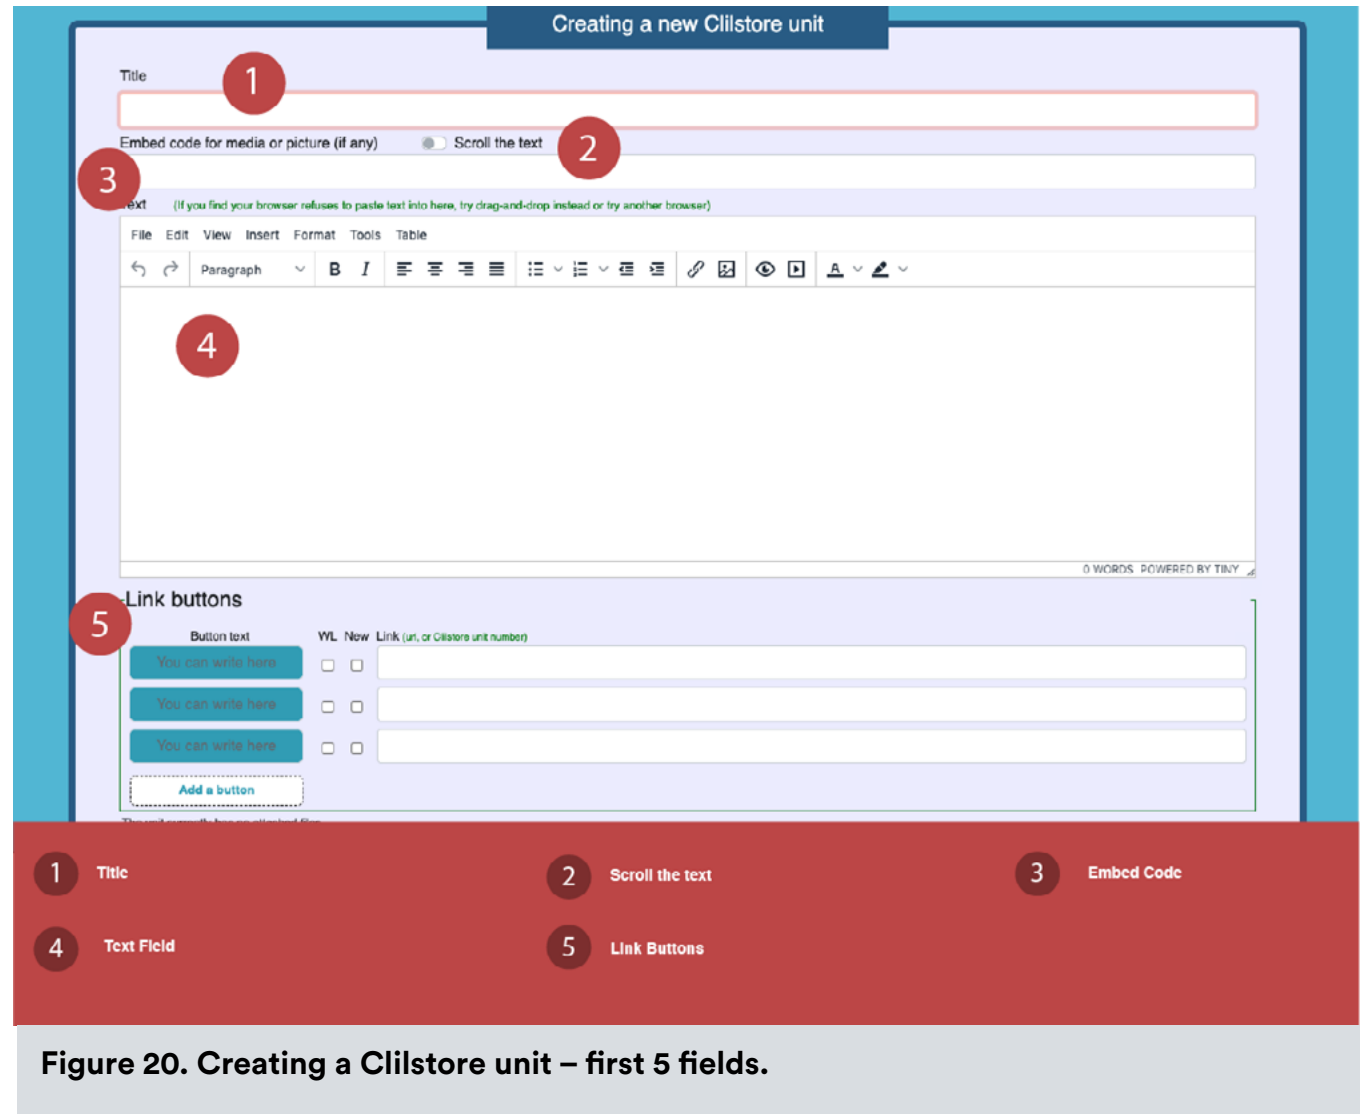 Creating a new Clilstore unit
Title
1
Embed code for media or picture (if any) Scroll the text
2
3
Text (If you find your browser refuses to paste text into here, try drag-and-drop instead or try another browser)
File Edit View Insert Format Tools Table
Paragraph B I A
4
0 WORDS POWERED BY TINY
Link buttons
5
Button text WL New Link (url, or Clilstore unit number)
You can write here
You can write here
You can write here
Add a button
1 Title 2 Scroll the text 3 Embed Code
4 Text Field 5 Link Buttons
Figure 20. Creating a Clilstore unit – first 5 fields.